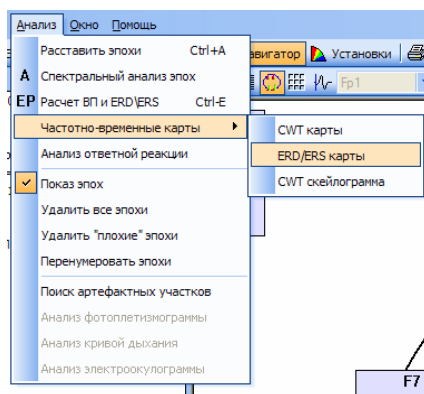 Анализ Окно Помощь
Расставить эпохи Ctrl+A
вигатор Установки
А Спектральный анализ эпох
Fp1
EP Расчет ВП и ERD\ERS Ctrl-E
Частотно-временные карты
CWT карты
Анализ ответной реакции
ERD/ERS карты
Показ эпох
CWT скейлограмма
Удалить все эпохи
Удалить "плохие" эпохи
Перенумеровать эпохи
Поиск артефактных участков
Анализ фотоплетизмограммы
Анализ кривой дыхания
Анализ электроокулограммы
F7